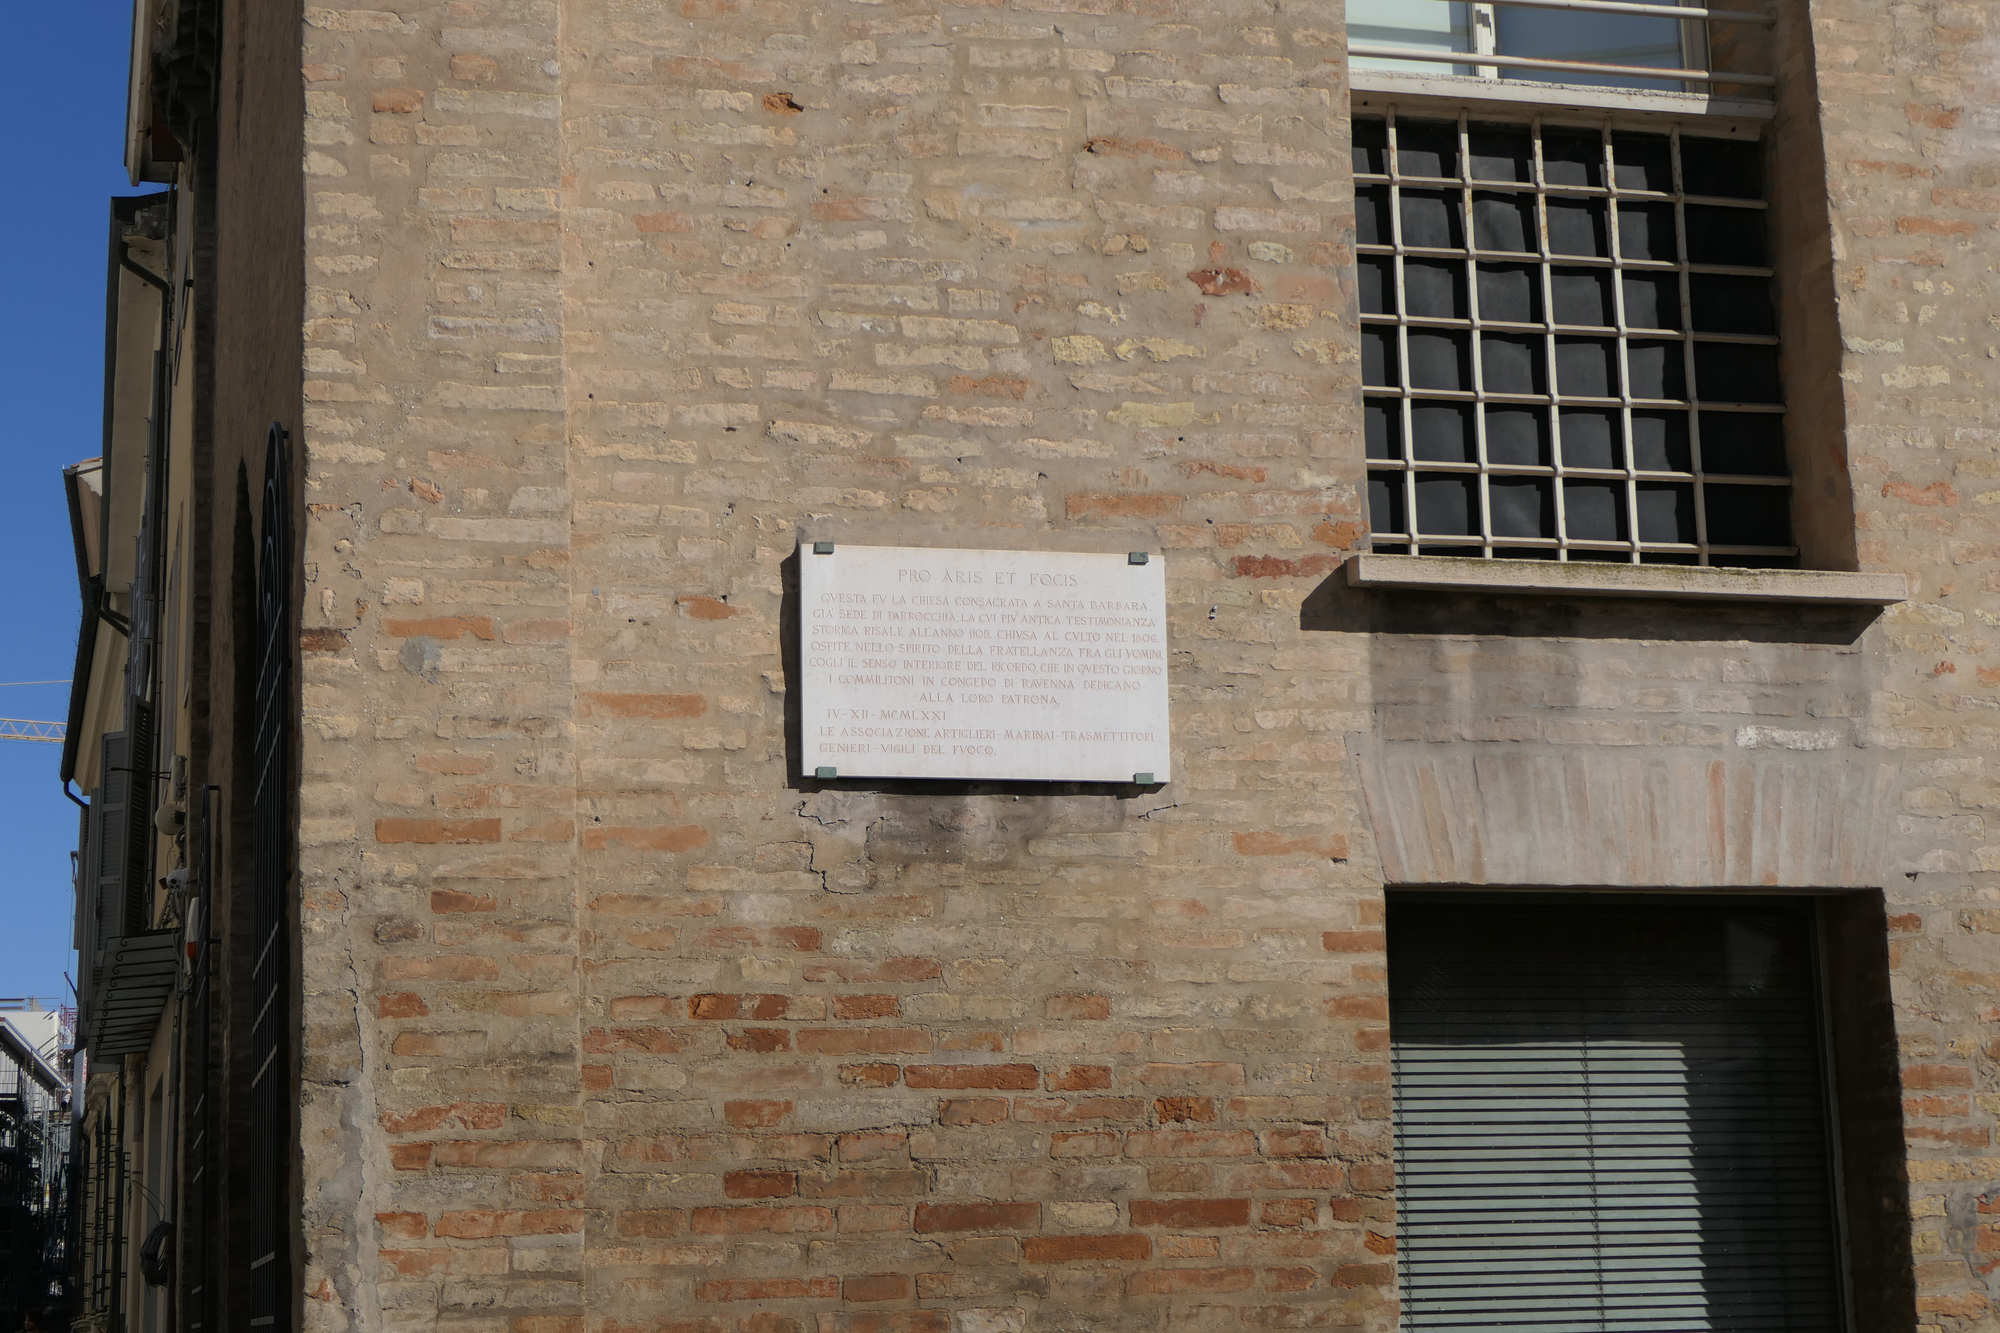 PRO ARIS ET FOCIS
QVESTA FV LA CHIESA CONSACRATA A SANTA BARBARA,
GIA SEDE DI PARROCCHIA, LA CVI PIV ANTICA TESTIMONIANZA
STORICA RISALE ALL'ANNO 1108. CHIVSA AL CVLTO NEL 1806.
OSPITE, NELLO SPIRITO DELLA FRATELLANZA FRA GLI VOMINI,
COGLI IL SENSO INTERIORE DEL RICORDO, CHE IN QVESTO GIORNO
I COMMILITONI IN CONGEDO DI RAVENNA DEDICANO
ALLA LORO PATRONA.
IV-XII-MCMLXXI
LE ASSOCIAZIONI, ARTIGLIERI-MARINAI-TRASMETTITORI,
GENIERI-VIGILI DEL FVOCO.